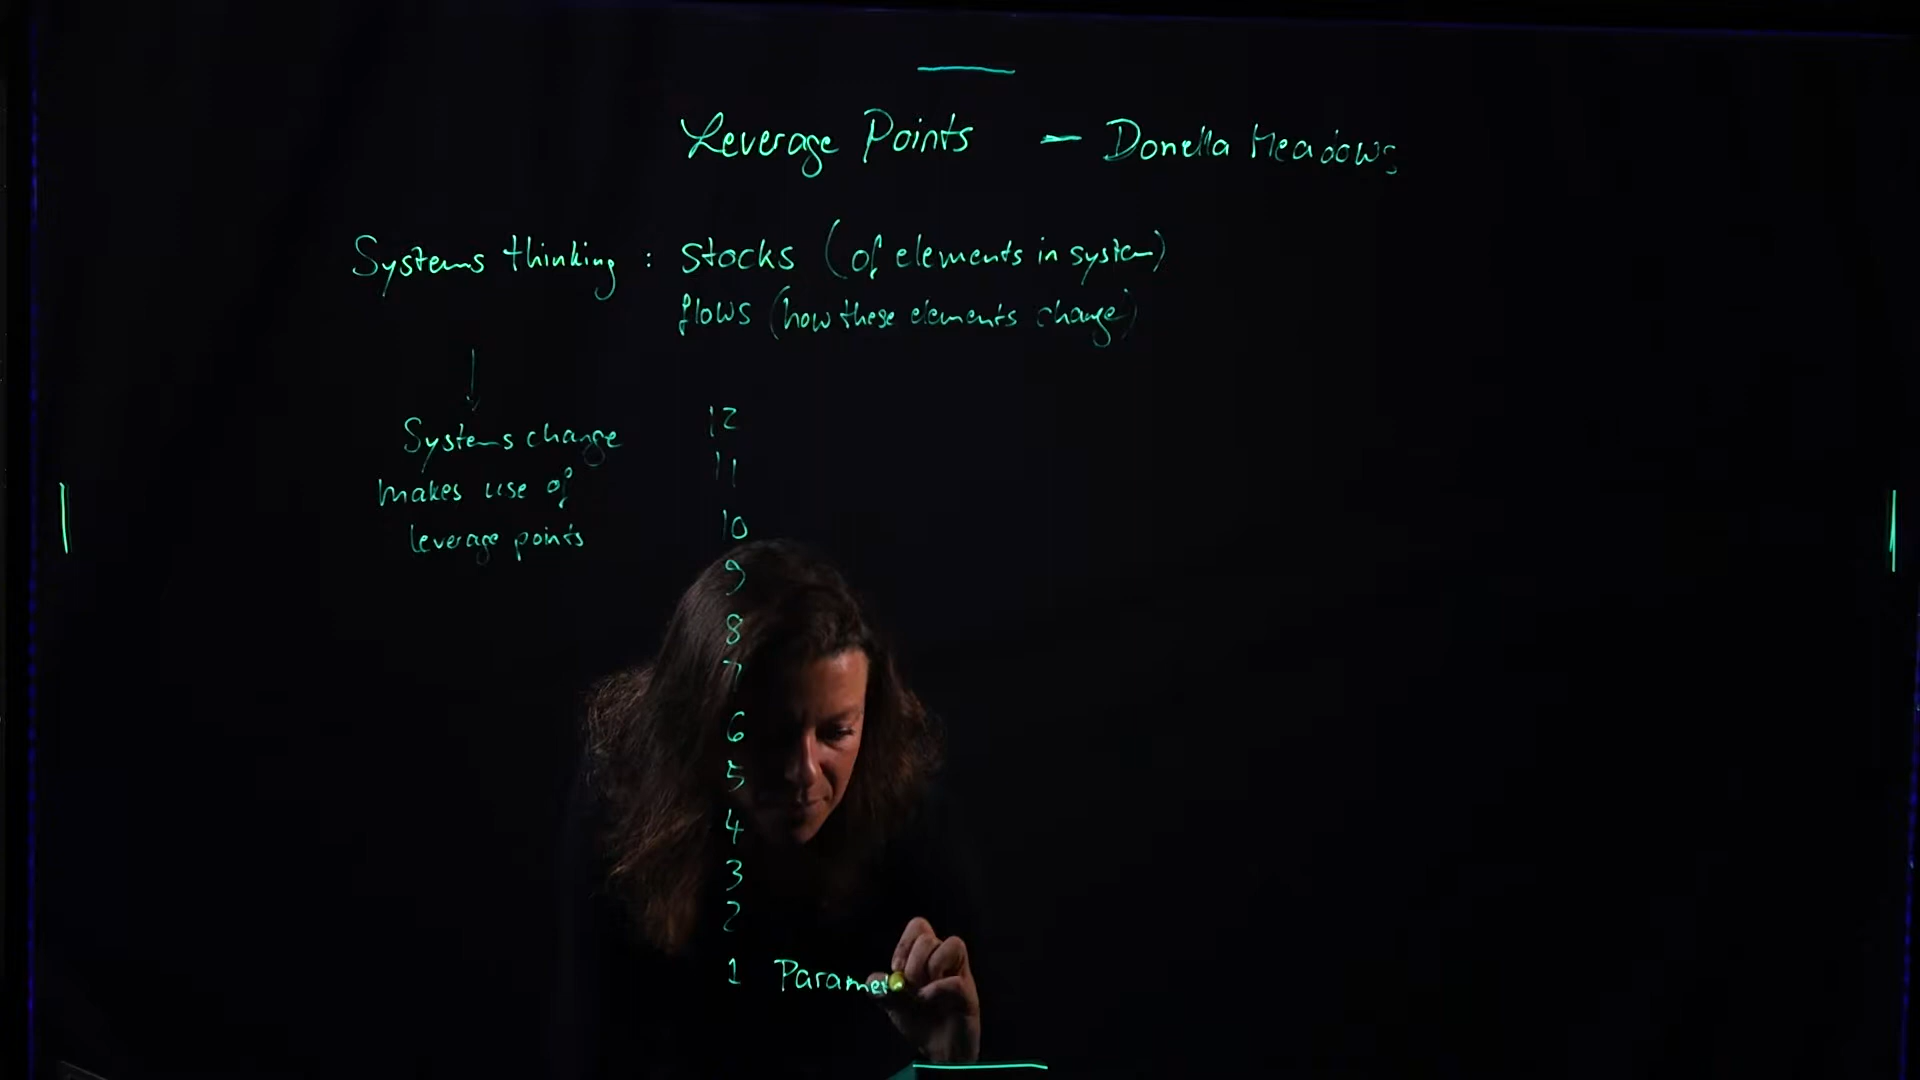 Leverage Points — Donella Meadows
Systems thinking : stocks (of elements in system)
flows (how these elements change)
Systems change
makes use of
leverage points
12
11
10
9
8
7
6
5
4
3
2
1 Paramet